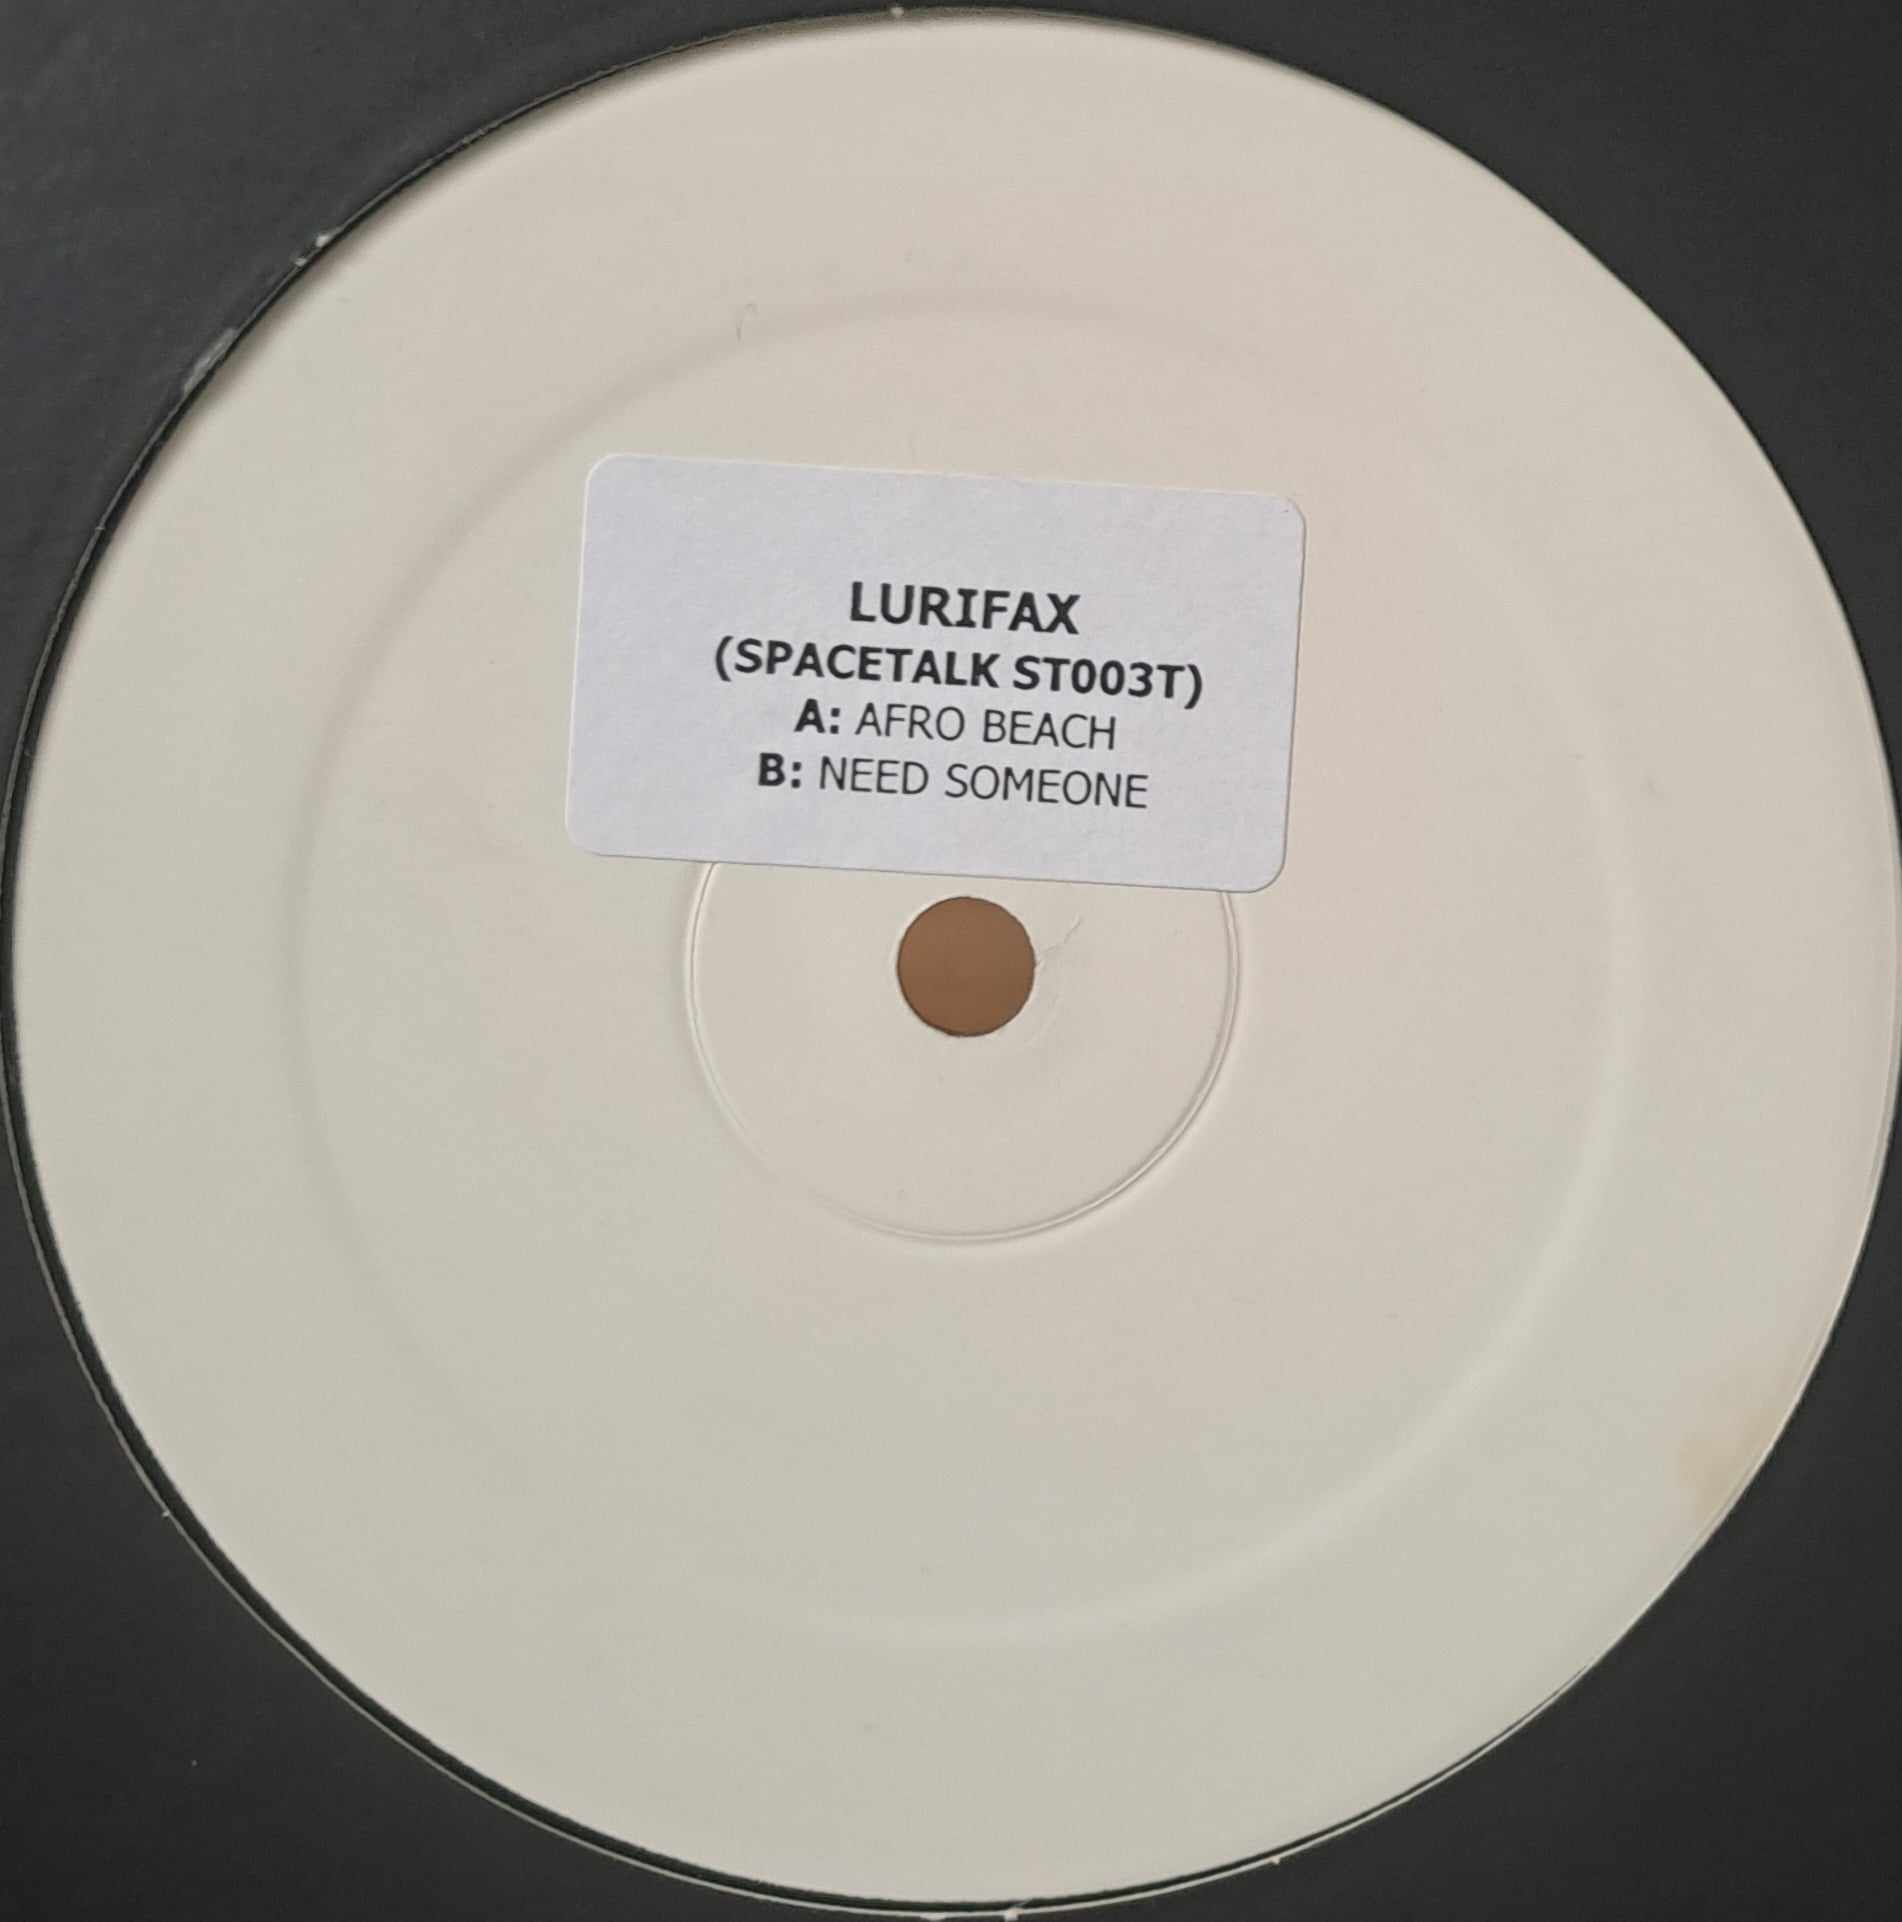 LURIFAX
(SPACETALK ST003T)
A: AFRO BEACH
B: NEED SOMEONE